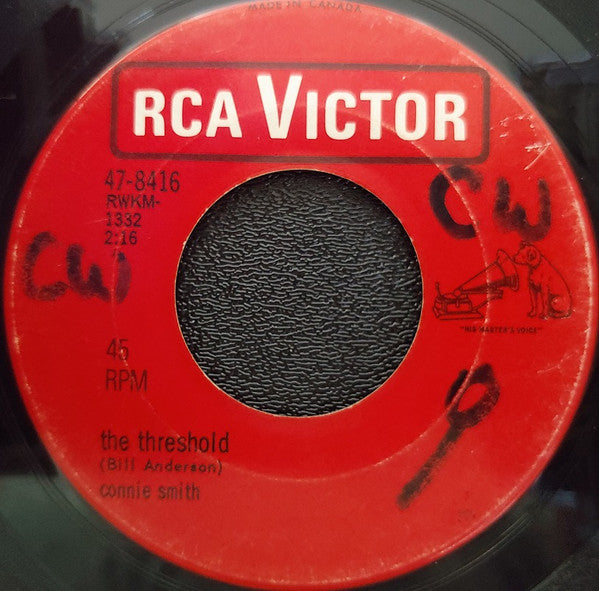 MADE IN CANADA
RCA VICTOR
47-8416
RWKM-
1332
2:16
CW
CW
"HIS MASTER'S VOICE"
45
RPM
the threshold
(Bill Anderson)
connie smith